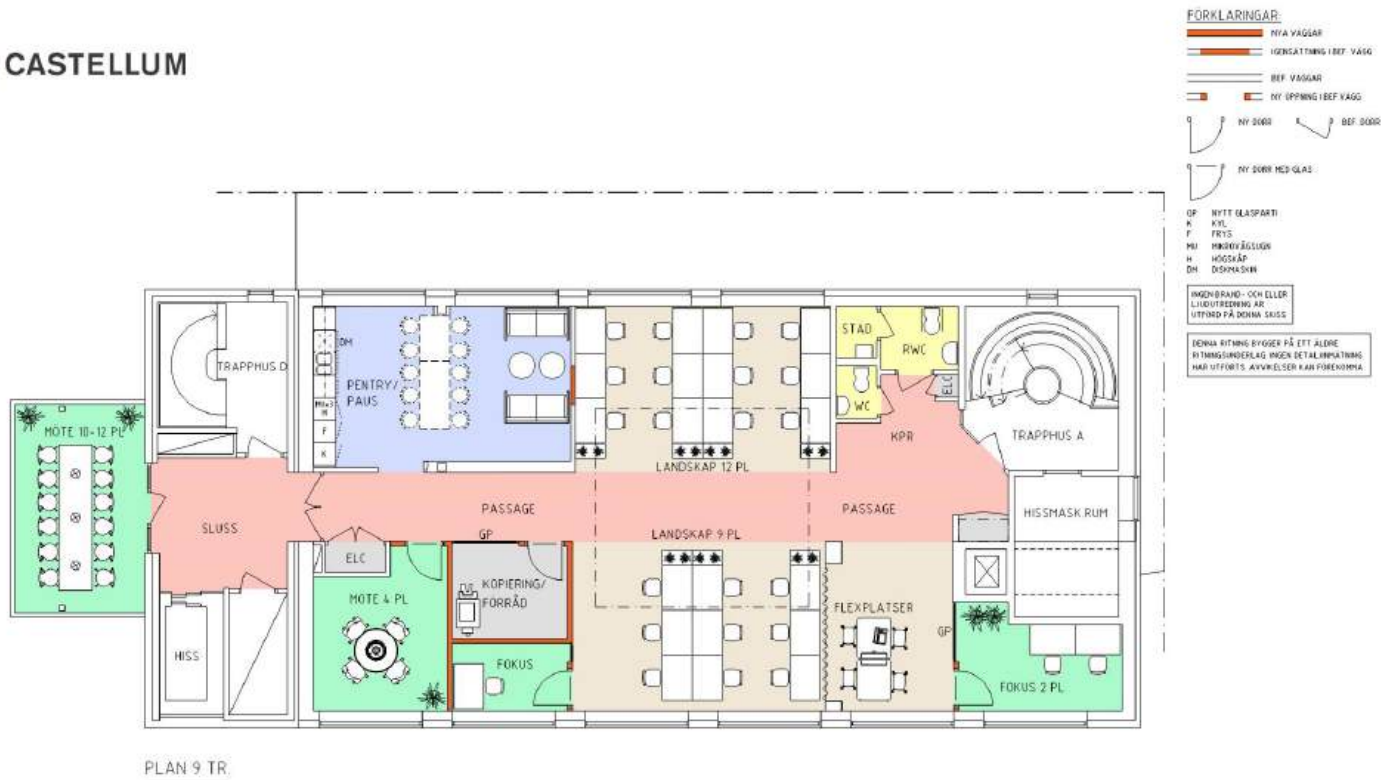 CASTELLUM
FÖRKLARINGAR:
NYA VÄGGAR
IGENSÄTTNING I BEF. VÄGG
BEF. VÄGGAR
NY ÖPPNING I BEF VÄGG
NY DÖRR
BEF. DÖRR
NY DÖRR MED GLAS
GP NYTT GLASPARTI
K KYL
F FRYS
MU MIKROVÅGSUGN
H HÖGSKÅP
DM DISKMASKIN
INGEN BRAND- OCH ELLER
LJUDUTREDNING ÄR
UTFÖRD PÅ DENNA SKISS
DENNA RITNING BYGGER PÅ ETT ÄLDRE
RITNINGSUNDERLAG INGEN DETALJINMÄTNING
HAR UTFÖRTS. AVVIKELSER KAN FÖREKOMMA
TRAPPHUS D
DM
PENTRY/
PAUS
F
K
STÄD
RWC
WC
ELC
KPR
TRAPPHUS A
MÖTE 10-12 PL
LANDSKAP 12 PL
SLUSS
PASSAGE
PASSAGE
HISSMASK.RUM
GP
LANDSKAP 9 PL
ELC
MÖTE 4 PL
KOPIERING/
FÖRRÅD
FLEXPLATSER
GP
HISS
FOKUS
FOKUS 2 PL
PLAN 9 TR.